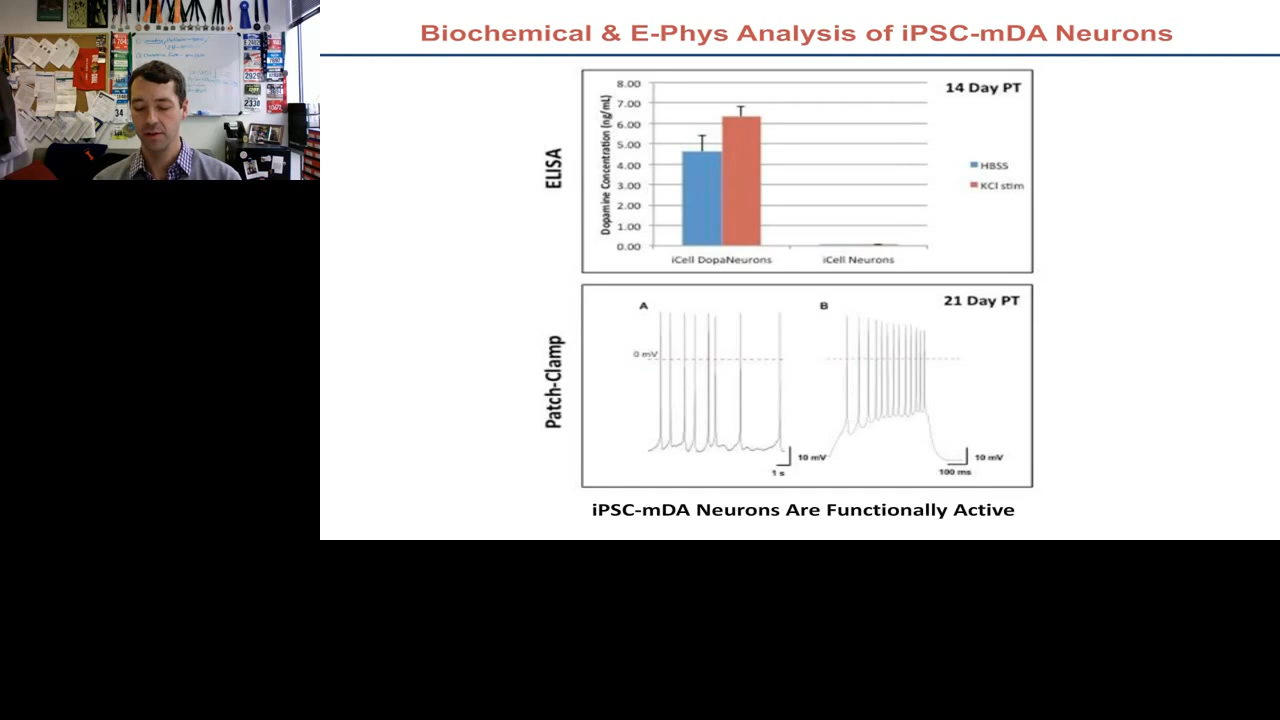 Biochemical & E-Phys Analysis of iPSC-mDA Neurons
ELISA
14 Day PT
Dopamine Concentration (ng/mL)
8.00
7.00
6.00
5.00
4.00
3.00
2.00
1.00
0.00
iCell DopaNeurons
iCell Neurons
HBSS
KCl stim
Patch-Clamp
21 Day PT
A
B
0 mV
10 mV
1 s
10 mV
100 ms
iPSC-mDA Neurons Are Functionally Active
2929
2338
34